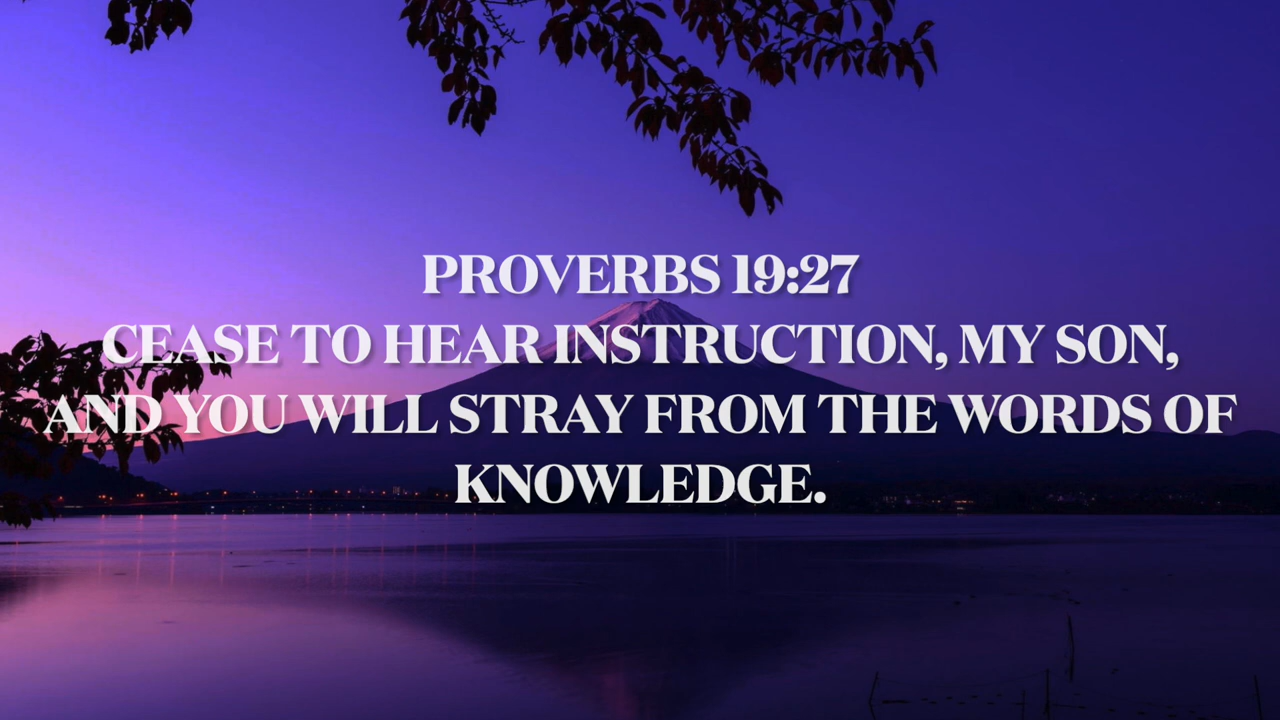 PROVERBS 19:27
CEASE TO HEAR INSTRUCTION, MY SON,
AND YOU WILL STRAY FROM THE WORDS OF
KNOWLEDGE.